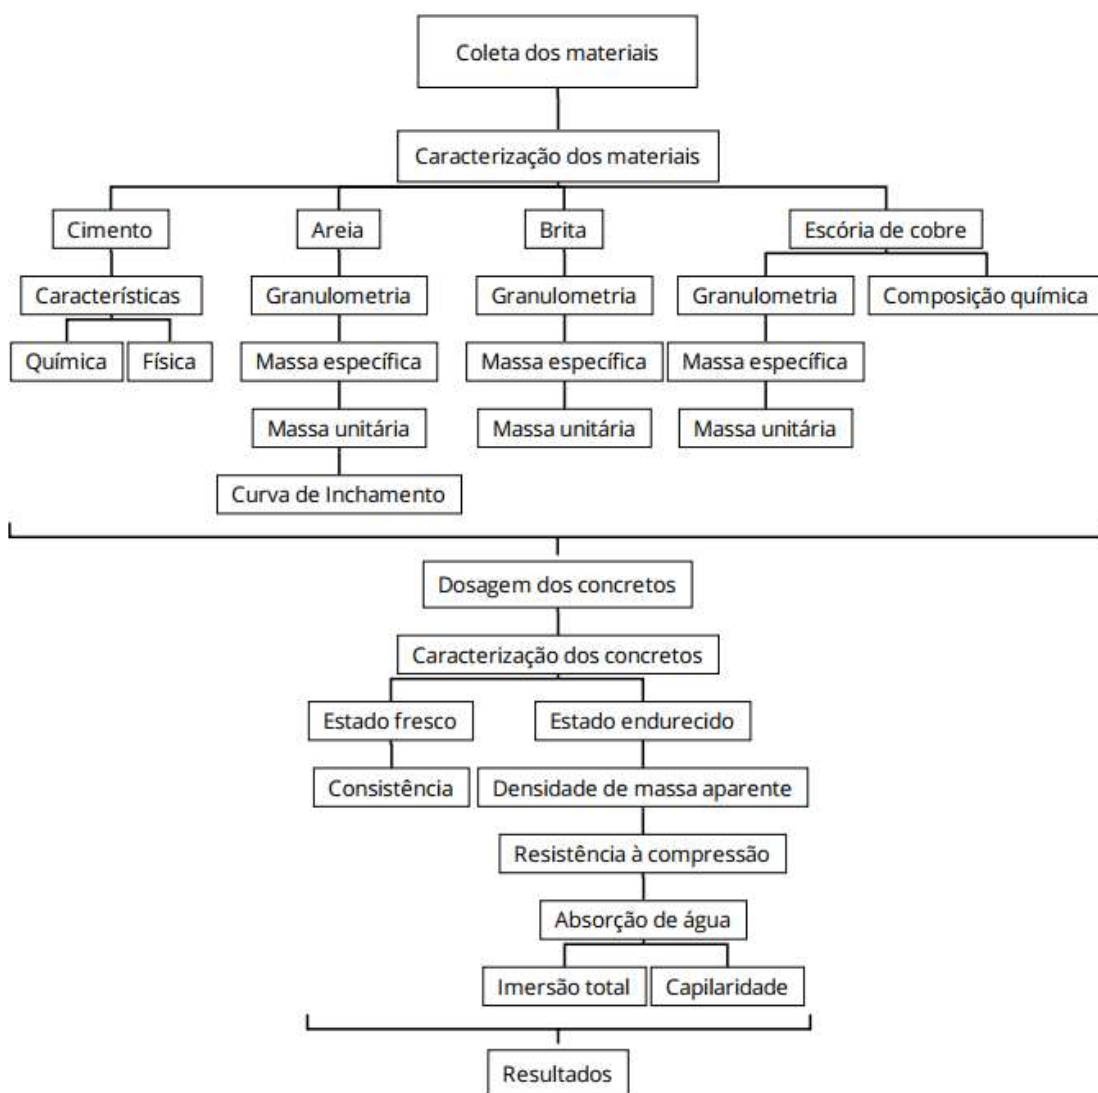 Coleta dos materiais
Caracterização dos materiais
Cimento
Areia
Brita
Escória de cobre
Características
Granulometria
Granulometria
Granulometria
Composição química
Química
Física
Massa específica
Massa específica
Massa específica
Massa unitária
Massa unitária
Massa unitária
Curva de Inchamento
Dosagem dos concretos
Caracterização dos concretos
Estado fresco
Estado endurecido
Consistência
Densidade de massa aparente
Resistência à compressão
Absorção de água
Imersão total
Capilaridade
Resultados